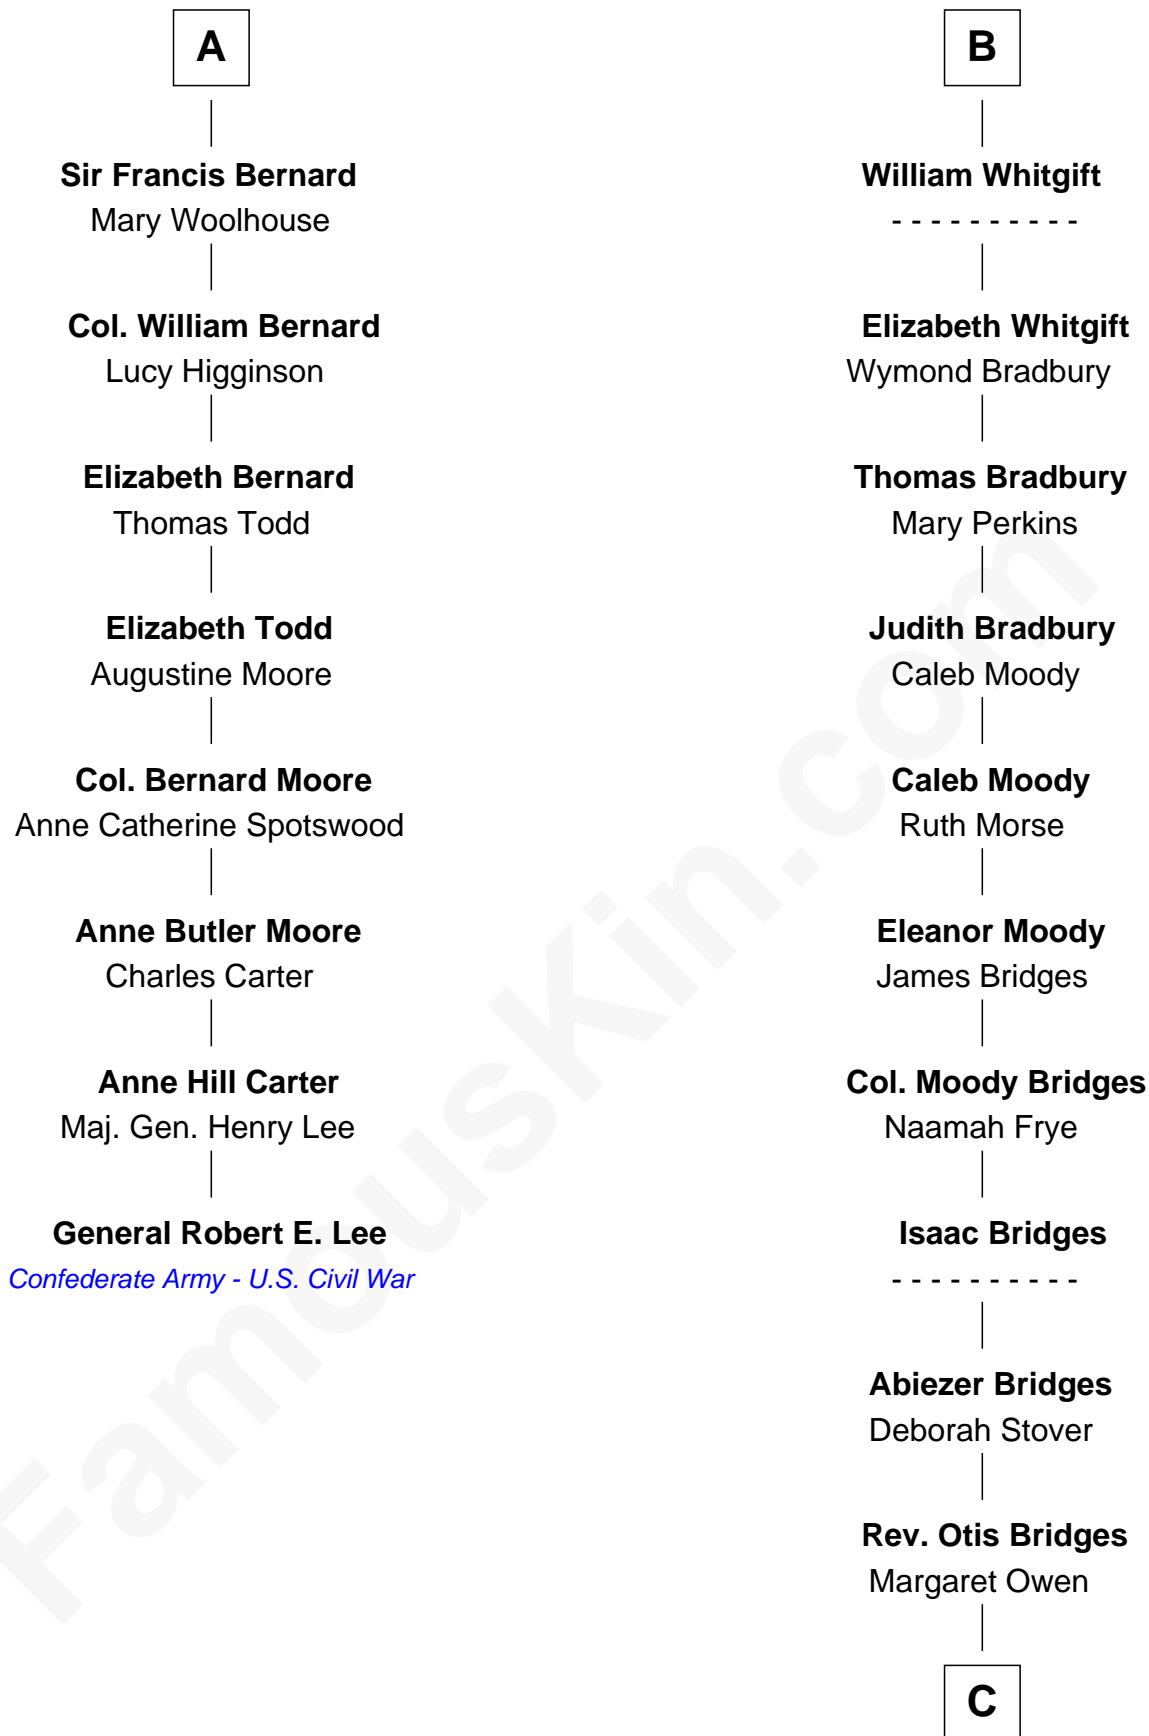 A
Sir Francis Bernard
Mary Woolhouse
Col. William Bernard
Lucy Higginson
Elizabeth Bernard
Thomas Todd
Elizabeth Todd
Augustine Moore
Col. Bernard Moore
Anne Catherine Spotswood
Anne Butler Moore
Charles Carter
Anne Hill Carter
Maj. Gen. Henry Lee
General Robert E. Lee
Confederate Army - U.S. Civil War
B
William Whitgift
- - - - - - - - - -
Elizabeth Whitgift
Wymond Bradbury
Thomas Bradbury
Mary Perkins
Judith Bradbury
Caleb Moody
Caleb Moody
Ruth Morse
Eleanor Moody
James Bridges
Col. Moody Bridges
Naamah Frye
Isaac Bridges
- - - - - - - - - -
Abiezer Bridges
Deborah Stover
Rev. Otis Bridges
Margaret Owen
C
FamousKin.com